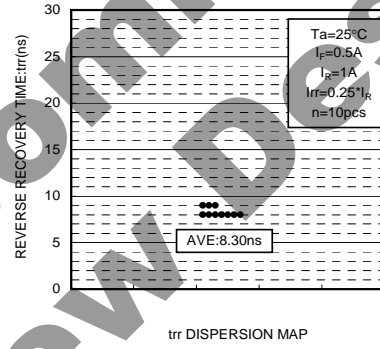 30
25
20
15
10
5
0
REVERSE RECOVERY TIME:trr(ns)
Ta=25°C
IF=0.5A
IR=1A
Irr=0.25*IR
n=10pcs
AVE:8.30ns
trr DISPERSION MAP